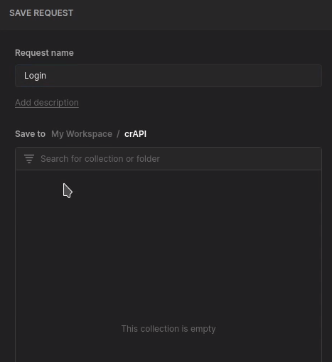 SAVE REQUEST
Request name
Login
Add description
Save to My Workspace / crAPI
Search for collection or folder
This collection is empty